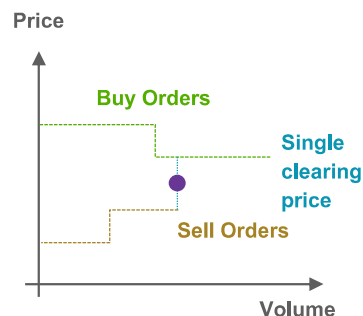 Price
Buy Orders
Single
clearing
price
Sell Orders
Volume